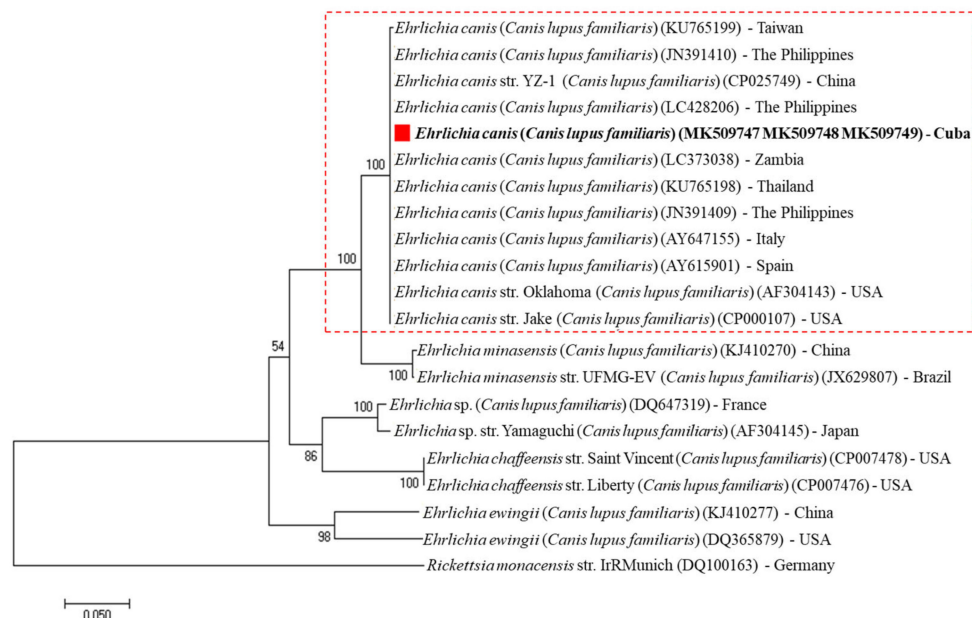 Ehrlichia canis (Canis lupus familiaris) (KU765199) - Taiwan
Ehrlichia canis (Canis lupus familiaris) (JN391410) - The Philippines
Ehrlichia canis str. YZ-1 (Canis lupus familiaris) (CP025749) - China
Ehrlichia canis (Canis lupus familiaris) (LC428206) - The Philippines
Ehrlichia canis (Canis lupus familiaris) (MK509747 MK509748 MK509749) - Cuba
100
Ehrlichia canis (Canis lupus familiaris) (LC373038) - Zambia
Ehrlichia canis (Canis lupus familiaris) (KU765198) - Thailand
Ehrlichia canis (Canis lupus familiaris) (JN391409) - The Philippines
Ehrlichia canis (Canis lupus familiaris) (AY647155) - Italy
100
Ehrlichia canis (Canis lupus familiaris) (AY615901) - Spain
Ehrlichia canis str. Oklahoma (Canis lupus familiaris) (AF304143) - USA
Ehrlichia canis str. Jake (Canis lupus familiaris) (CP000107) - USA
54
Ehrlichia minasensis (Canis lupus familiaris) (KJ410270) - China
100
Ehrlichia minasensis str. UFMG-EV (Canis lupus familiaris) (JX629807) - Brazil
100
Ehrlichia sp. (Canis lupus familiaris) (DQ647319) - France
Ehrlichia sp. str. Yamaguchi (Canis lupus familiaris) (AF304145) - Japan
86
Ehrlichia chaffeensis str. Saint Vincent (Canis lupus familiaris) (CP007478) - USA
100
Ehrlichia chaffeensis str. Liberty (Canis lupus familiaris) (CP007476) - USA
Ehrlichia ewingii (Canis lupus familiaris) (KJ410277) - China
98
Ehrlichia ewingii (Canis lupus familiaris) (DQ365879) - USA
Rickettsia monacensis str. IrRMunich (DQ100163) - Germany
0.050